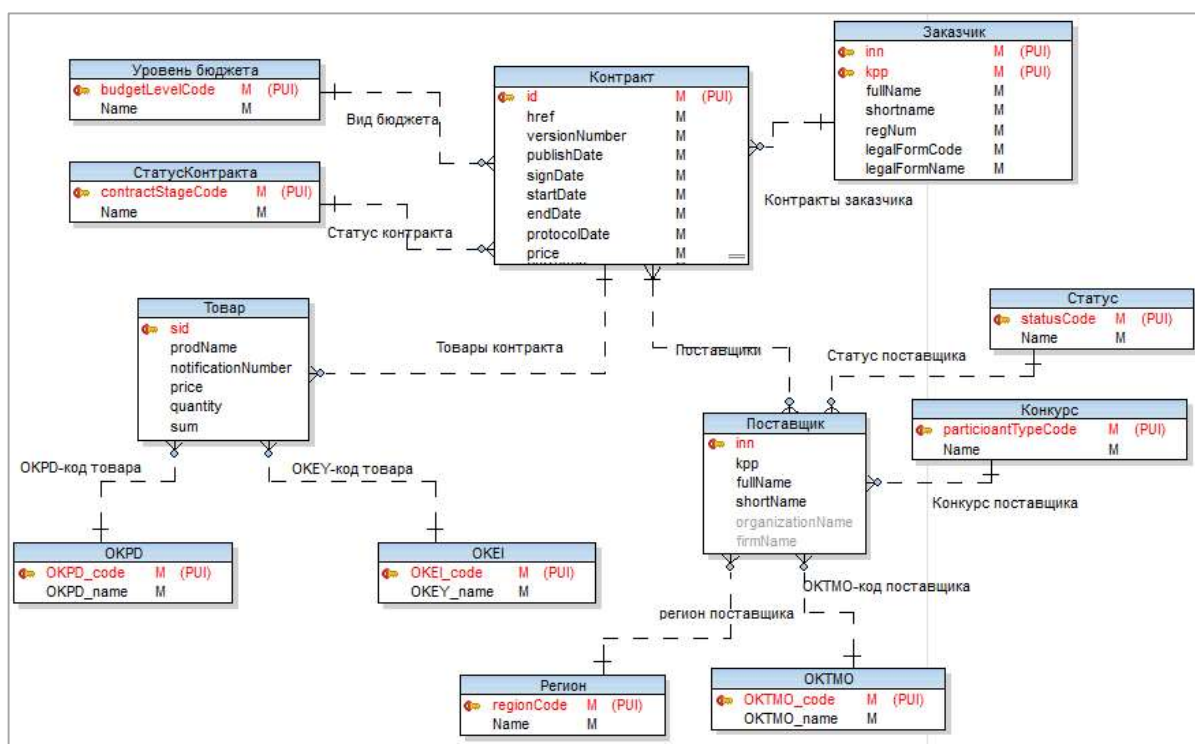 Уровень бюджета
budgetLevelCode M (PUI)
Name M
Вид бюджета
СтатусКонтракта
contractStageCode M (PUI)
Name M
Статус контракта
Контракт
id M (PUI)
href M
versionNumber M
publishDate M
signDate M
startDate M
endDate M
protocolDate M
price M
Заказчик
inn M (PUI)
kpp M (PUI)
fullName M
shortname M
regNum M
legalFormCode M
legalFormName M
Контракты заказчика
Товар
sid
prodName
notificationNumber
price
quantity
sum
Товары контракта
Поставщики
Статус
statusCode M (PUI)
Name M
Статус поставщика
Конкурс
particioantTypeCode M (PUI)
Name M
Конкурс поставщика
Поставщик
inn
kpp
fullName
shortName
organizationName
firmName
OKPD-код товара
OKEY-код товара
OKPD
OKPD_code M (PUI)
OKPD_name M
OKEI
OKEI_code M (PUI)
OKEY_name M
ОКТМО-код поставщика
регион поставщика
Регион
regionCode M (PUI)
Name M
OKTMO
OKTMO_code M (PUI)
OKTMO_name M